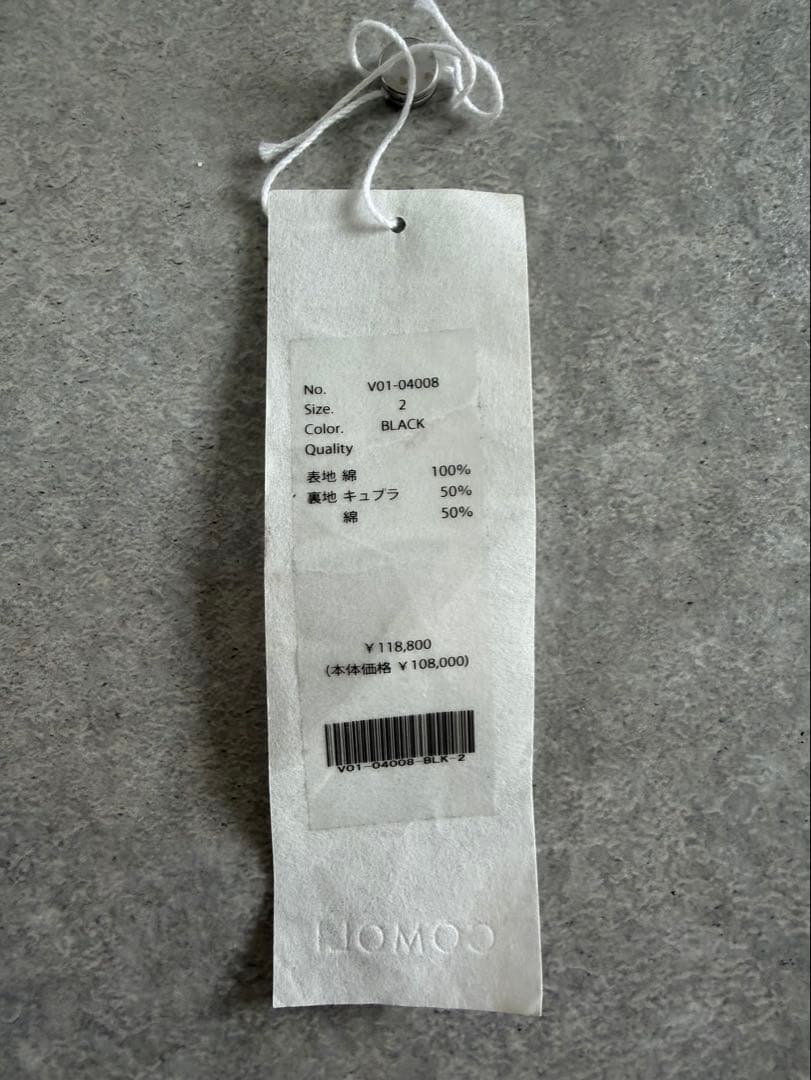 No. V01-04008
Size. 2
Color. BLACK
Quality
表地 綿 100%
裏地 キュプラ 50%
綿 50%
￥118,800
(本体価格 ￥108,000)
V01-04008-BLK-2
COMOLI